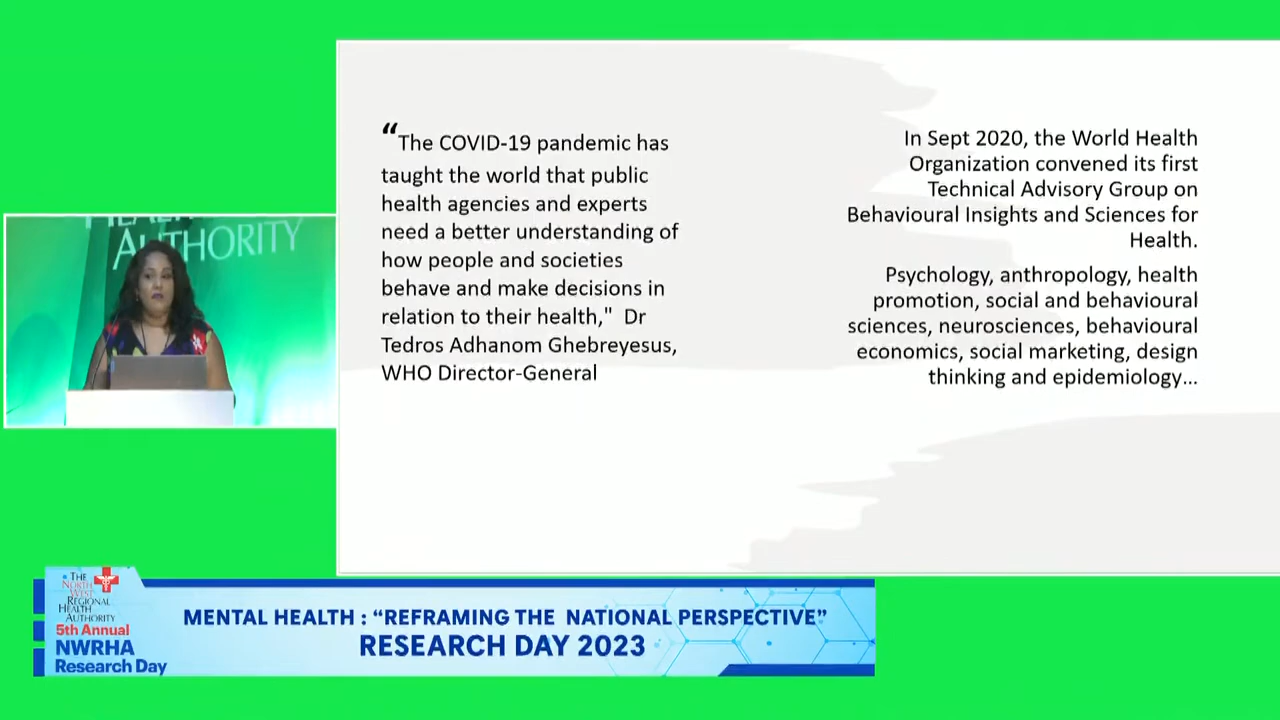 “The COVID-19 pandemic has
taught the world that public
health agencies and experts
need a better understanding of
how people and societies
behave and make decisions in
relation to their health," Dr
Tedros Adhanom Ghebreyesus,
WHO Director-General
In Sept 2020, the World Health
Organization convened its first
Technical Advisory Group on
Behavioural Insights and Sciences for
Health.
Psychology, anthropology, health
promotion, social and behavioural
sciences, neurosciences, behavioural
economics, social marketing, design
thinking and epidemiology...
HEALTH
AUTHORITY
THE
NORTH
WEST
REGIONAL
HEALTH
AUTHORITY
5th Annual
NWRHA
Research Day
MENTAL HEALTH : “REFRAMING THE NATIONAL PERSPECTIVE”
RESEARCH DAY 2023